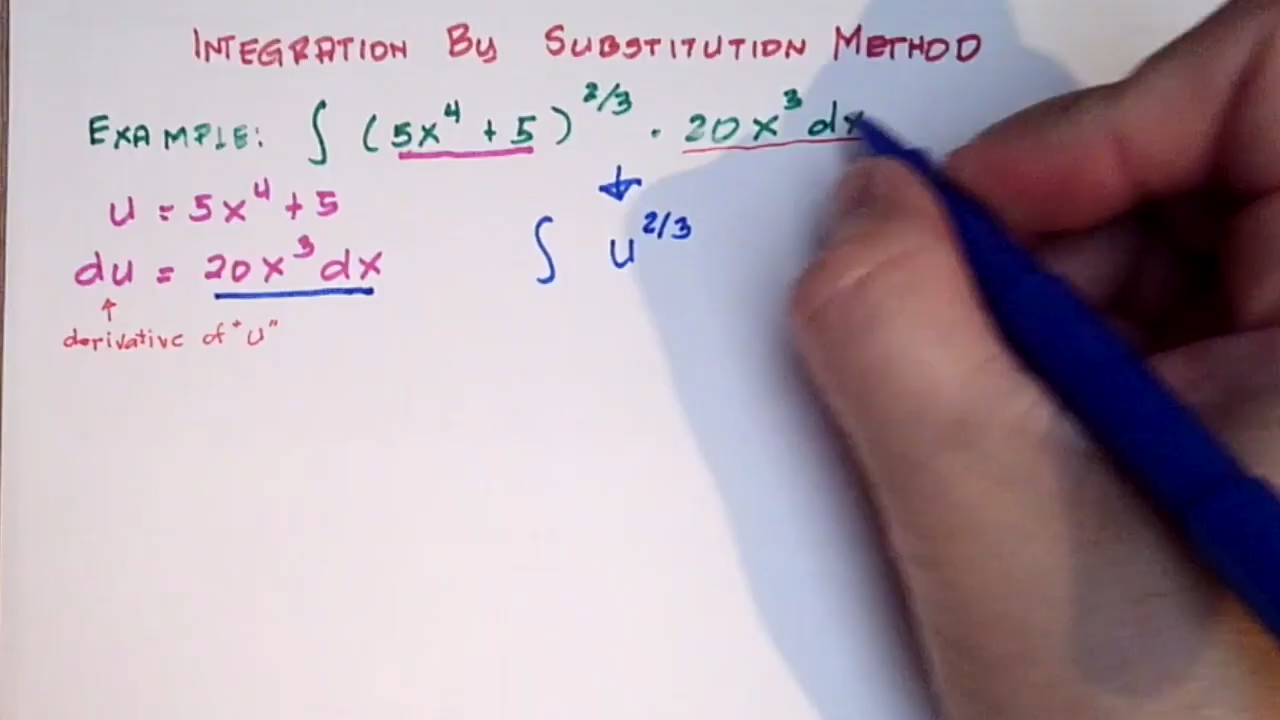 INTEGRATION BY SUBSTITUTION METHOD
EXAMPLE: ∫ (5x⁴ + 5)^2/3 · 20x³ dx
u = 5x⁴ + 5
du = 20x³ dx
∫ u^2/3
↑
derivative of "u"